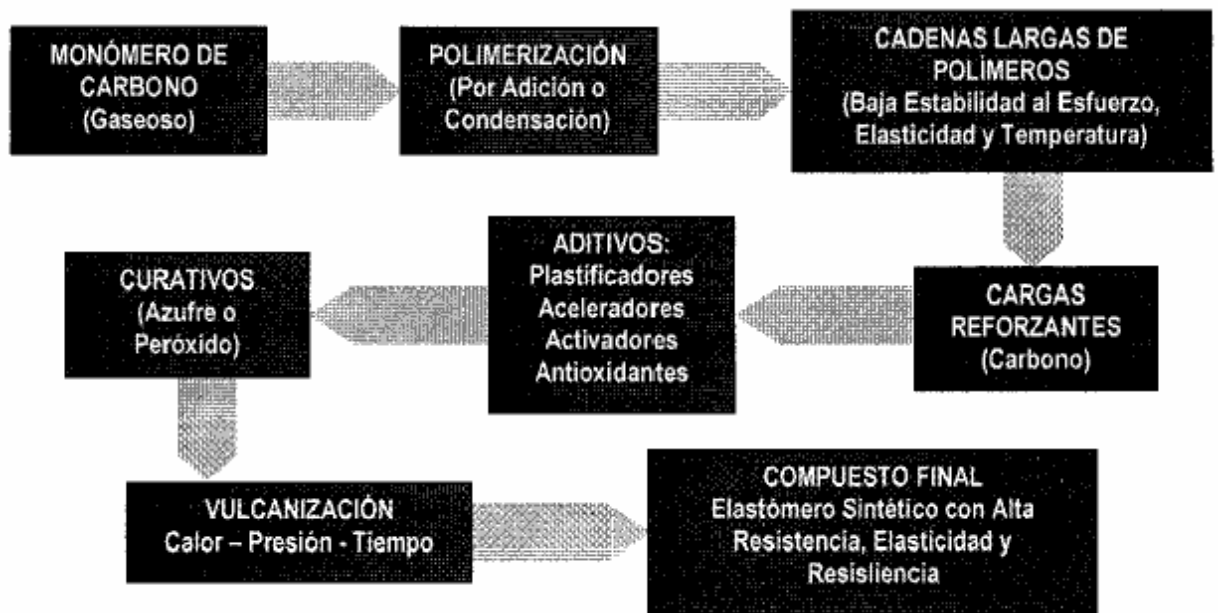 MONÓMERO DE
CARBONO
(Gaseoso)
POLIMERIZACIÓN
(Por Adición o
Condensación)
CADENAS LARGAS DE
POLÍMEROS
(Baja Estabilidad al Esfuerzo,
Elasticidad y Temperatura)
CARGAS
REFORZANTES
(Carbono)
ADITIVOS:
Plastificadores
Aceleradores
Activadores
Antioxidantes
CURATIVOS
(Azufre o
Peróxido)
VULCANIZACIÓN
Calor – Presión - Tiempo
COMPUESTO FINAL
Elastómero Sintético con Alta
Resistencia, Elasticidad y
Resisliencia